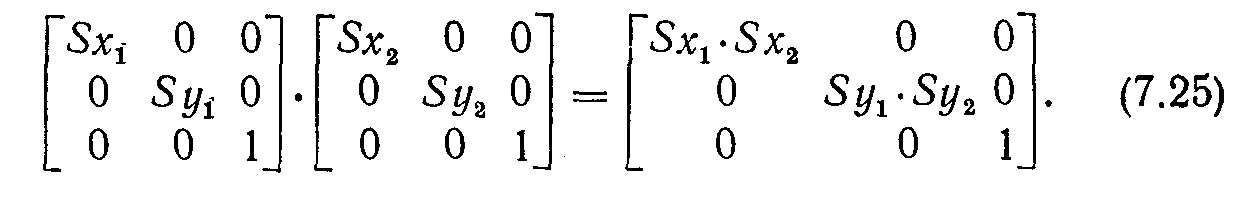 [Sx₁ 0 0] [Sx₂ 0 0] [Sx₁·Sx₂ 0 0]
[0 Sy₁ 0] · [0 Sy₂ 0] = [0 Sy₁·Sy₂ 0]. (7.25)
[0 0 1] [0 0 1] [0 0 1]